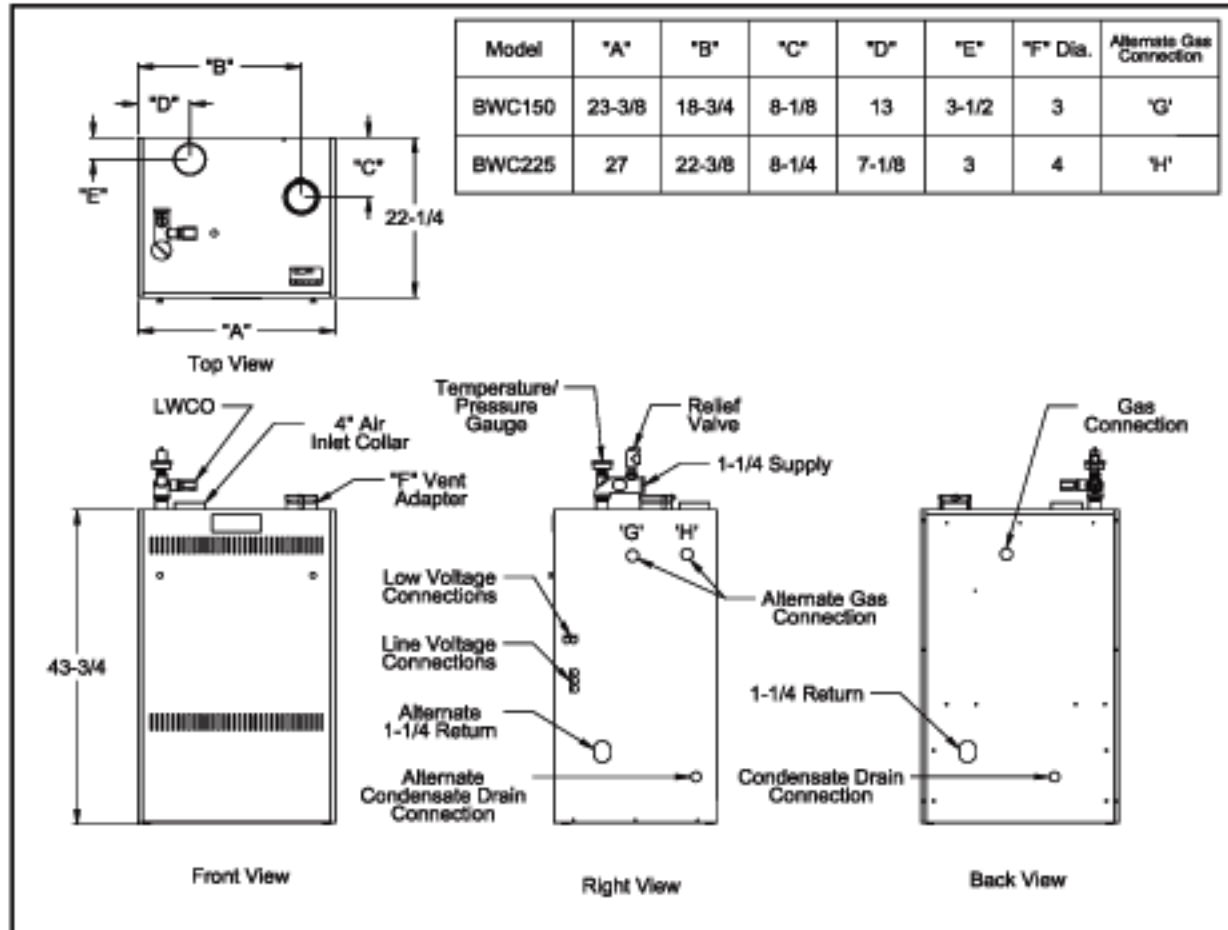 Model "A" "B" "C" "D" "E" "F" Dia. Alternate Gas Connection
BWC150 23-3/8 18-3/4 8-1/8 13 3-1/2 3 'G'
BWC225 27 22-3/8 8-1/4 7-1/8 3 4 'H'
"B"
"D"
"C"
"E"
22-1/4
"A"
Top View
LWCO
4" Air
Inlet Collar
"F" Vent
Adapter
43-3/4
Front View
Temperature/
Pressure
Gauge
Relief
Valve
1-1/4 Supply
'G' 'H'
Low Voltage
Connections
Alternate Gas
Connection
Line Voltage
Connections
Alternate
1-1/4 Return
Alternate
Condensate Drain
Connection
Right View
Gas
Connection
1-1/4 Return
Condensate Drain
Connection
Back View